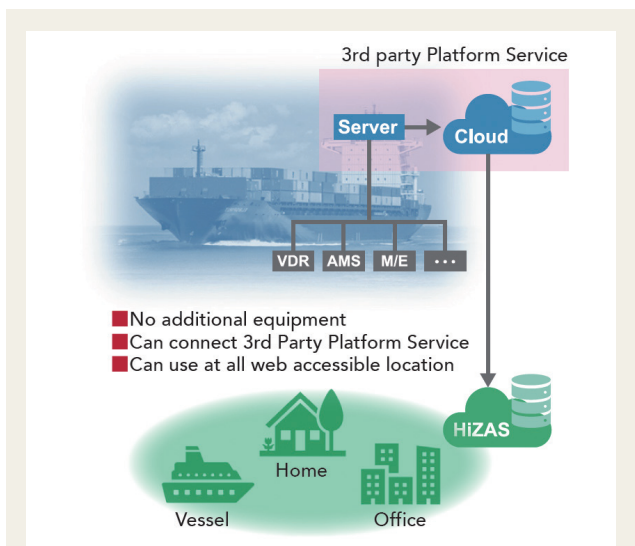 3rd party Platform Service
Server
Cloud
VDR AMS M/E ...
■No additional equipment
■Can connect 3rd Party Platform Service
■Can use at all web accessible location
HiZAS
Home
Vessel
Office